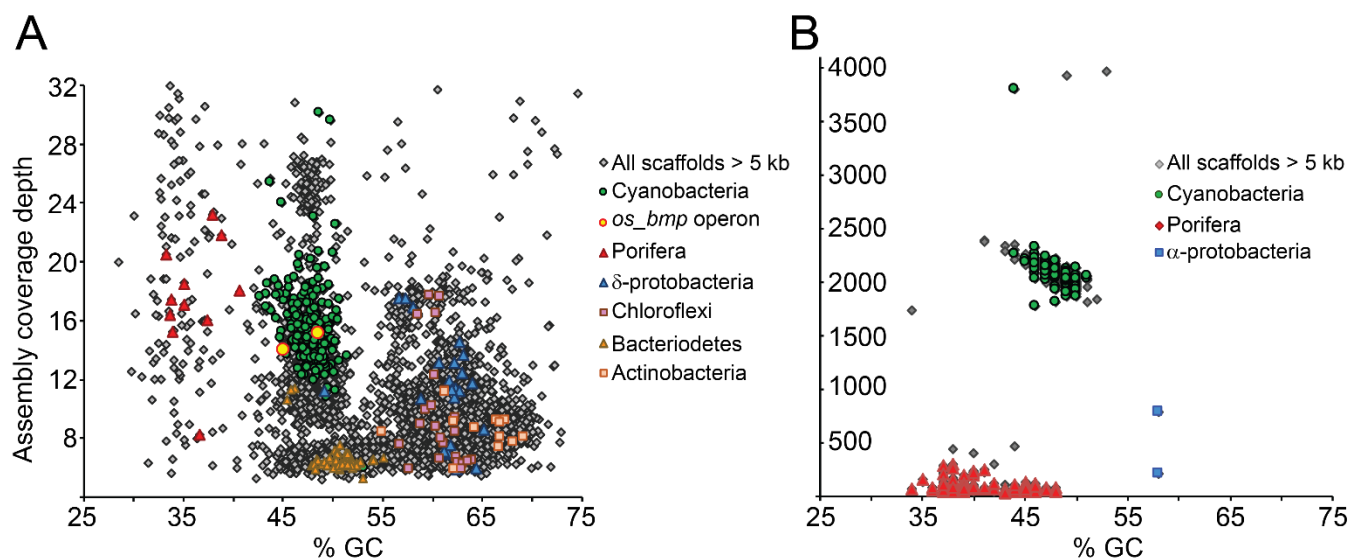 A
Assembly coverage depth
32
28
24
20
16
12
8
25
35
45
55
65
75
% GC
All scaffolds > 5 kb
Cyanobacteria
os_bmp operon
Porifera
δ-protobacteria
Chloroflexi
Bacteriodetes
Actinobacteria
B
4000
3500
3000
2500
2000
1500
1000
500
25
35
45
55
65
75
% GC
All scaffolds > 5 kb
Cyanobacteria
Porifera
α-protobacteria